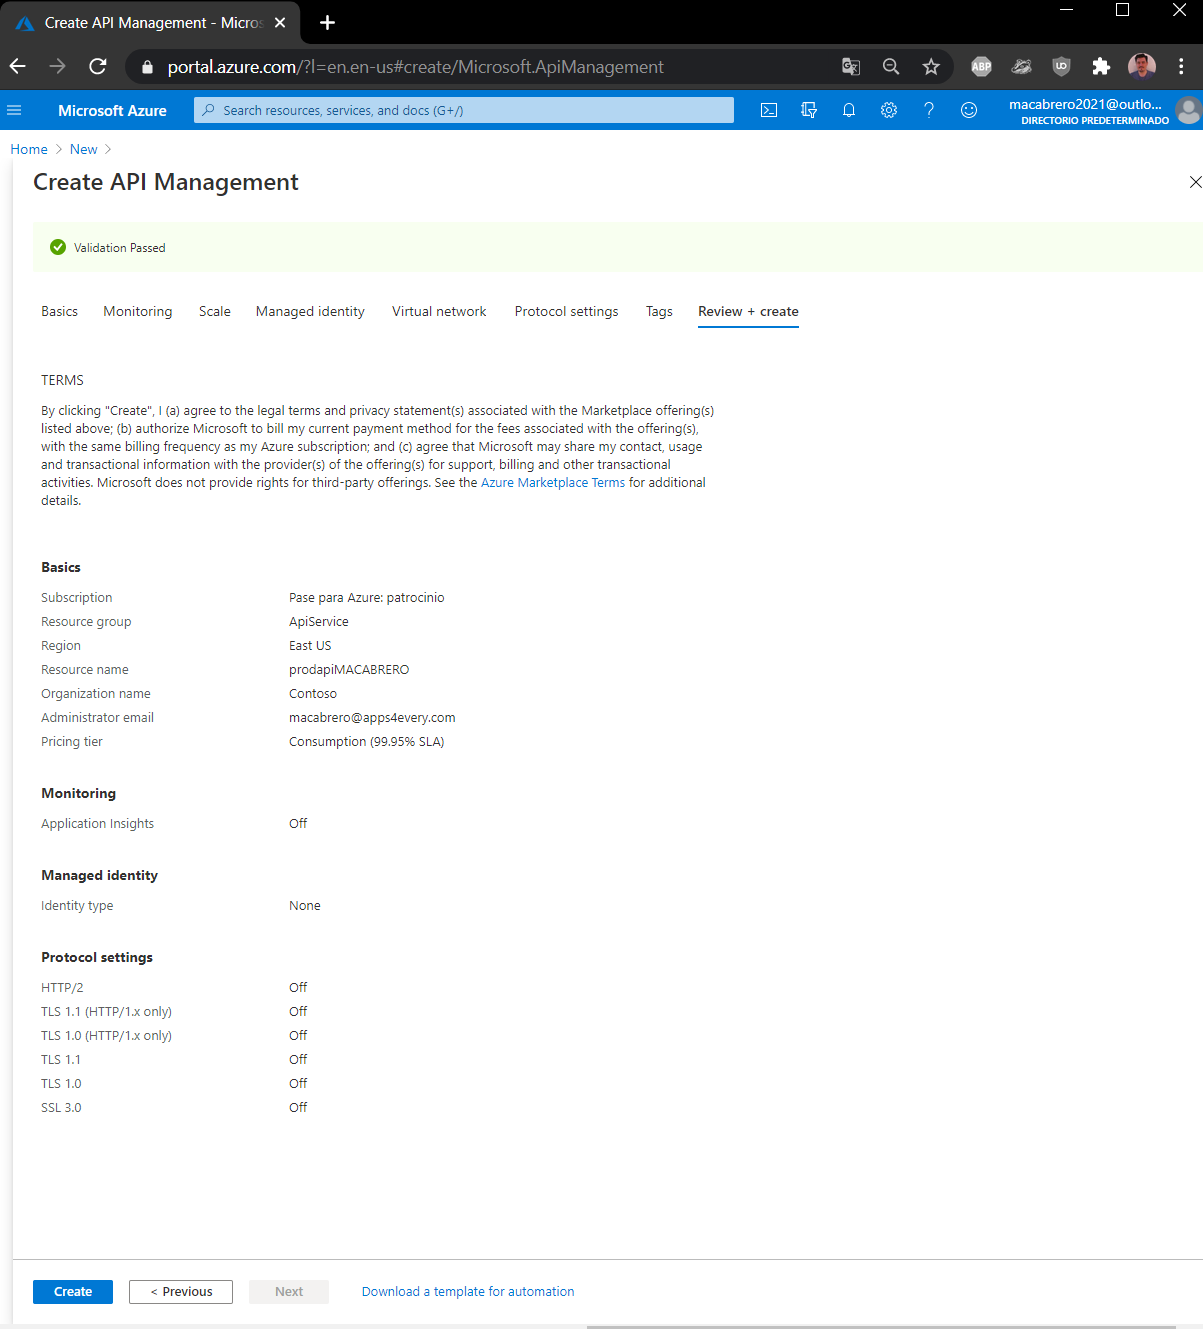 Create API Management - Micros
portal.azure.com/?l=en.en-us#create/Microsoft.ApiManagement
ABP
Microsoft Azure
Search resources, services, and docs (G+/)
macabrero2021@outlo...
DIRECTORIO PREDETERMINADO
Home > New >
Create API Management
Validation Passed
Basics Monitoring Scale Managed identity Virtual network Protocol settings Tags Review + create
TERMS
By clicking "Create", I (a) agree to the legal terms and privacy statement(s) associated with the Marketplace offering(s)
listed above; (b) authorize Microsoft to bill my current payment method for the fees associated with the offering(s),
with the same billing frequency as my Azure subscription; and (c) agree that Microsoft may share my contact, usage
and transactional information with the provider(s) of the offering(s) for support, billing and other transactional
activities. Microsoft does not provide rights for third-party offerings. See the Azure Marketplace Terms for additional
details.
Basics
Subscription Pase para Azure: patrocinio
Resource group ApiService
Region East US
Resource name prodapiMACABRERO
Organization name Contoso
Administrator email macabrero@apps4every.com
Pricing tier Consumption (99.95% SLA)
Monitoring
Application Insights Off
Managed identity
Identity type None
Protocol settings
HTTP/2 Off
TLS 1.1 (HTTP/1.x only) Off
TLS 1.0 (HTTP/1.x only) Off
TLS 1.1 Off
TLS 1.0 Off
SSL 3.0 Off
Create < Previous Next Download a template for automation